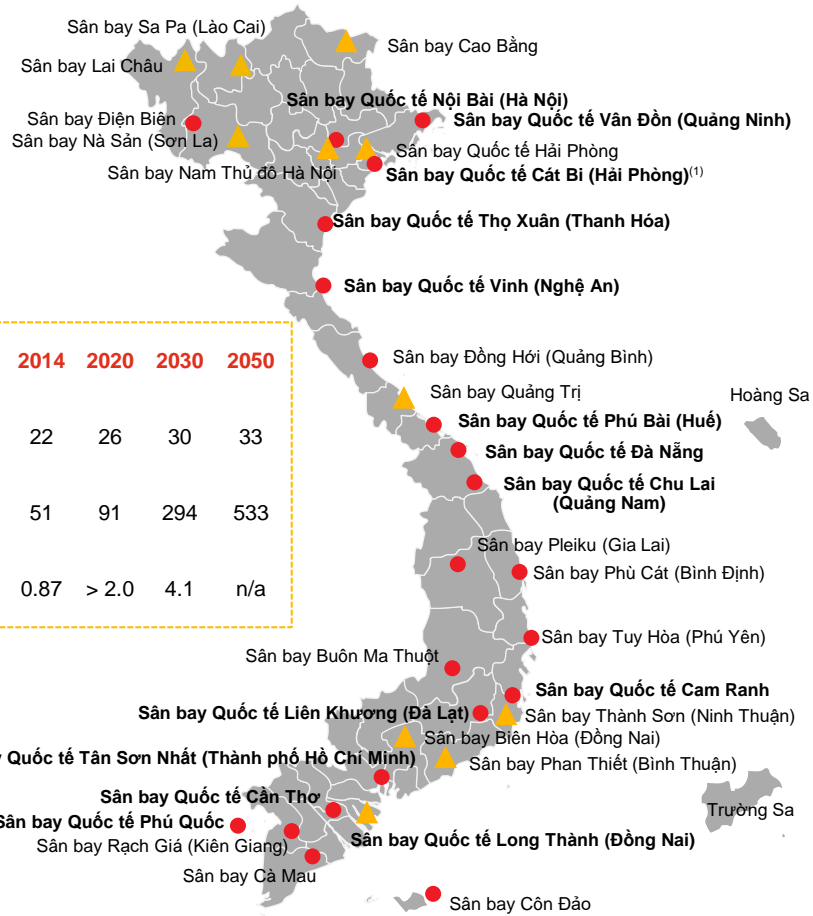 Sân bay Sa Pa (Lào Cai)
Sân bay Cao Bằng
Sân bay Lai Châu
Sân bay Quốc tế Nội Bài (Hà Nội)
Sân bay Điện Biên
Sân bay Quốc tế Vân Đồn (Quảng Ninh)
Sân bay Nà Sản (Sơn La)
Sân bay Quốc tế Hải Phòng
Sân bay Nam Thủ đô Hà Nội
Sân bay Quốc tế Cát Bi (Hải Phòng)(1)
Sân bay Quốc tế Thọ Xuân (Thanh Hóa)
Sân bay Quốc tế Vinh (Nghệ An)
2014 2020 2030 2050
22 26 30 33
51 91 294 533
0.87 > 2.0 4.1 n/a
Sân bay Đồng Hới (Quảng Bình)
Sân bay Quảng Trị
Hoàng Sa
Sân bay Quốc tế Phú Bài (Huế)
Sân bay Quốc tế Đà Nẵng
Sân bay Quốc tế Chu Lai
(Quảng Nam)
Sân bay Pleiku (Gia Lai)
Sân bay Phù Cát (Bình Định)
Sân bay Tuy Hòa (Phú Yên)
Sân bay Buôn Ma Thuột
Sân bay Quốc tế Cam Ranh
Sân bay Quốc tế Liên Khương (Đà Lạt)
Sân bay Thành Sơn (Ninh Thuận)
Sân bay Biên Hòa (Đồng Nai)
Quốc tế Tân Sơn Nhất (Thành phố Hồ Chí Minh)
Sân bay Phan Thiết (Bình Thuận)
Sân bay Quốc tế Cần Thơ
Sân bay Quốc tế Phú Quốc
Trường Sa
Sân bay Rạch Giá (Kiên Giang)
Sân bay Quốc tế Long Thành (Đồng Nai)
Sân bay Cà Mau
Sân bay Côn Đảo